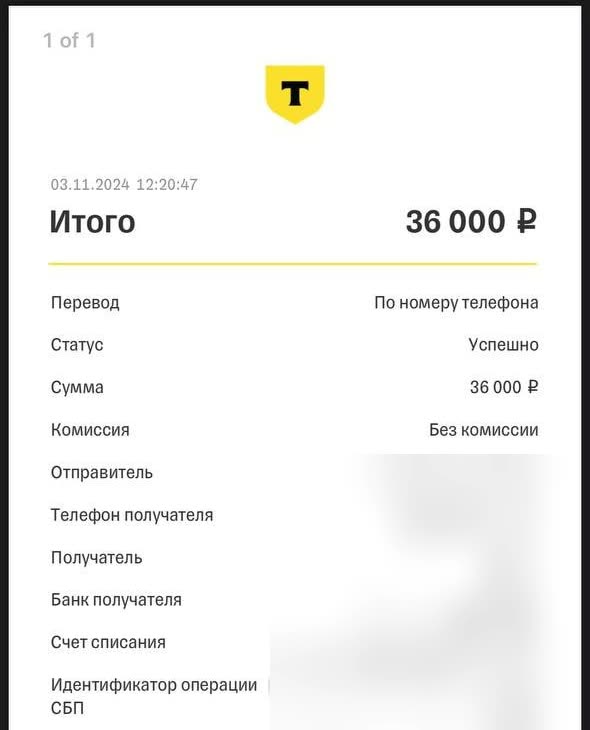 1 of 1
T
03.11.2024 12:20:47
Итого 36 000 ₽
Перевод По номеру телефона
Статус Успешно
Сумма 36 000 ₽
Комиссия Без комиссии
Отправитель
Телефон получателя
Получатель
Банк получателя
Счет списания
Идентификатор операции
СБП